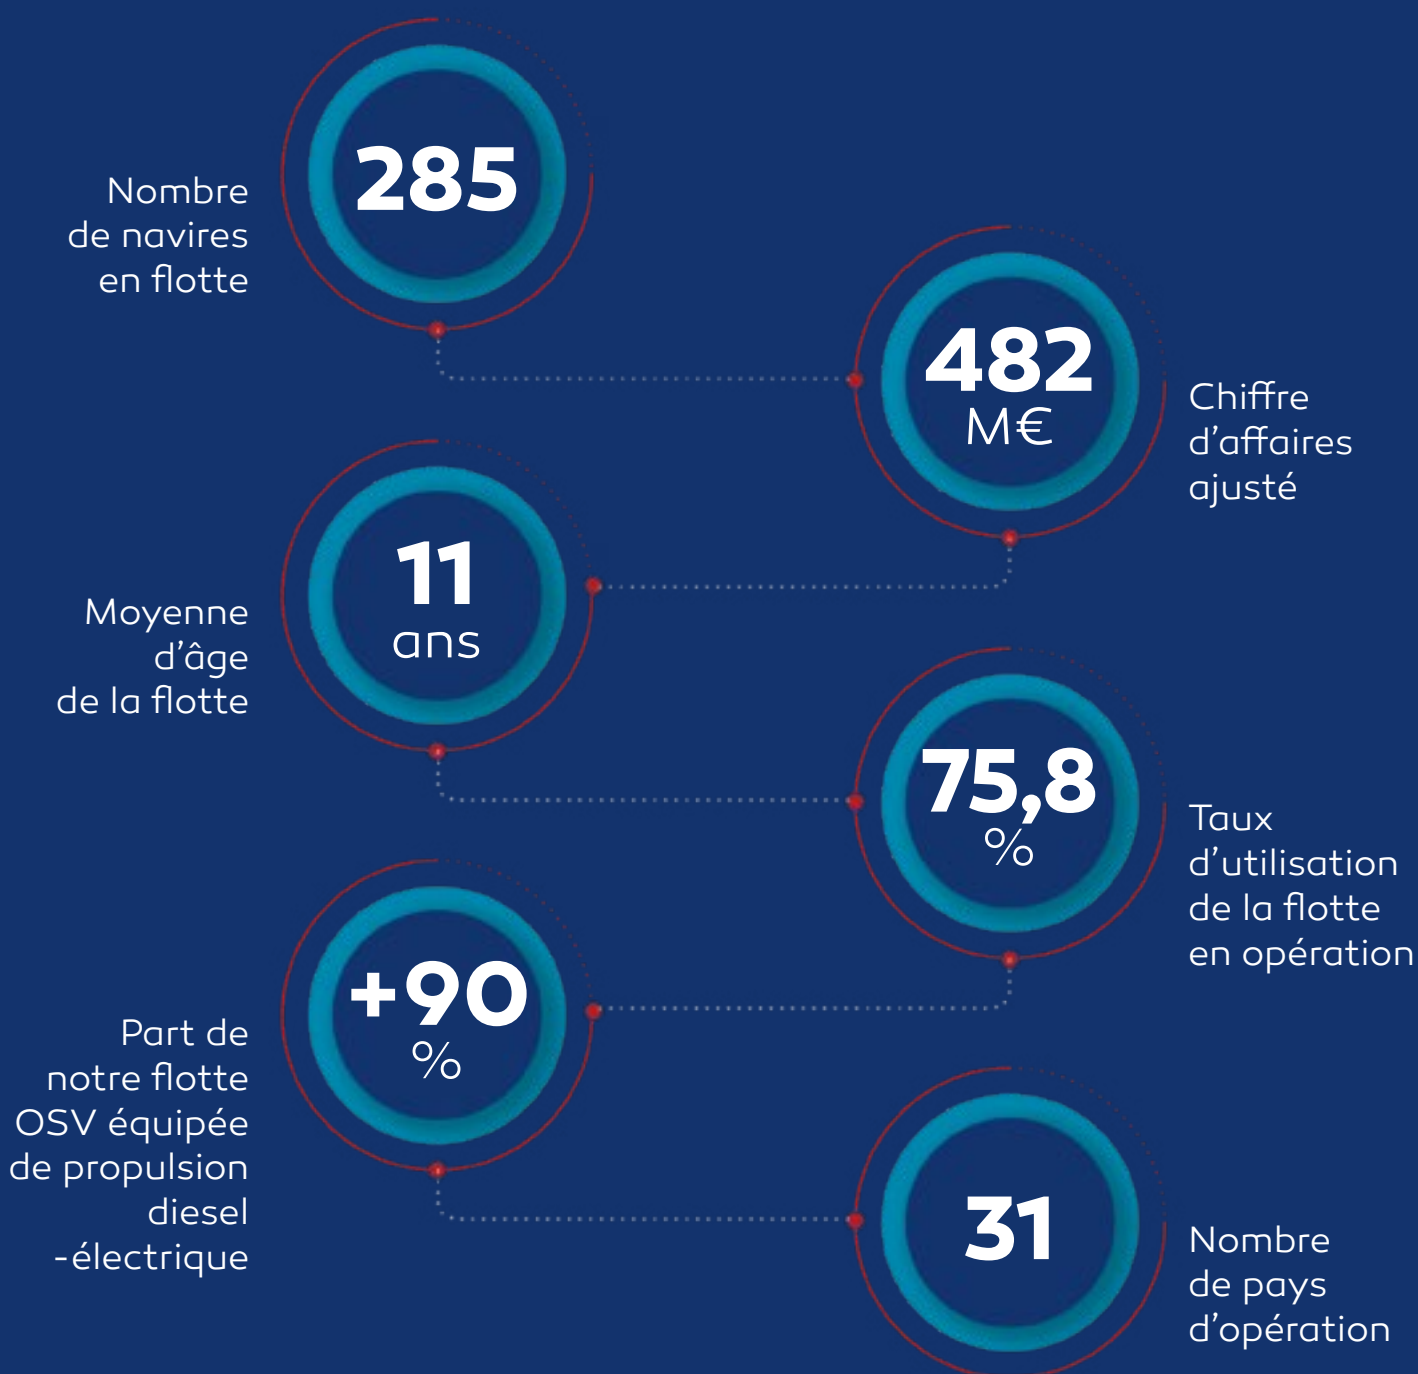 285
Nombre
de navires
en flotte
482
M€
Chiffre
d’affaires
ajusté
11
ans
Moyenne
d’âge
de la flotte
75,8
%
Taux
d’utilisation
de la flotte
en opération
+90
%
Part de
notre flotte
OSV équipée
de propulsion
diesel
-électrique
31
Nombre
de pays
d’opération